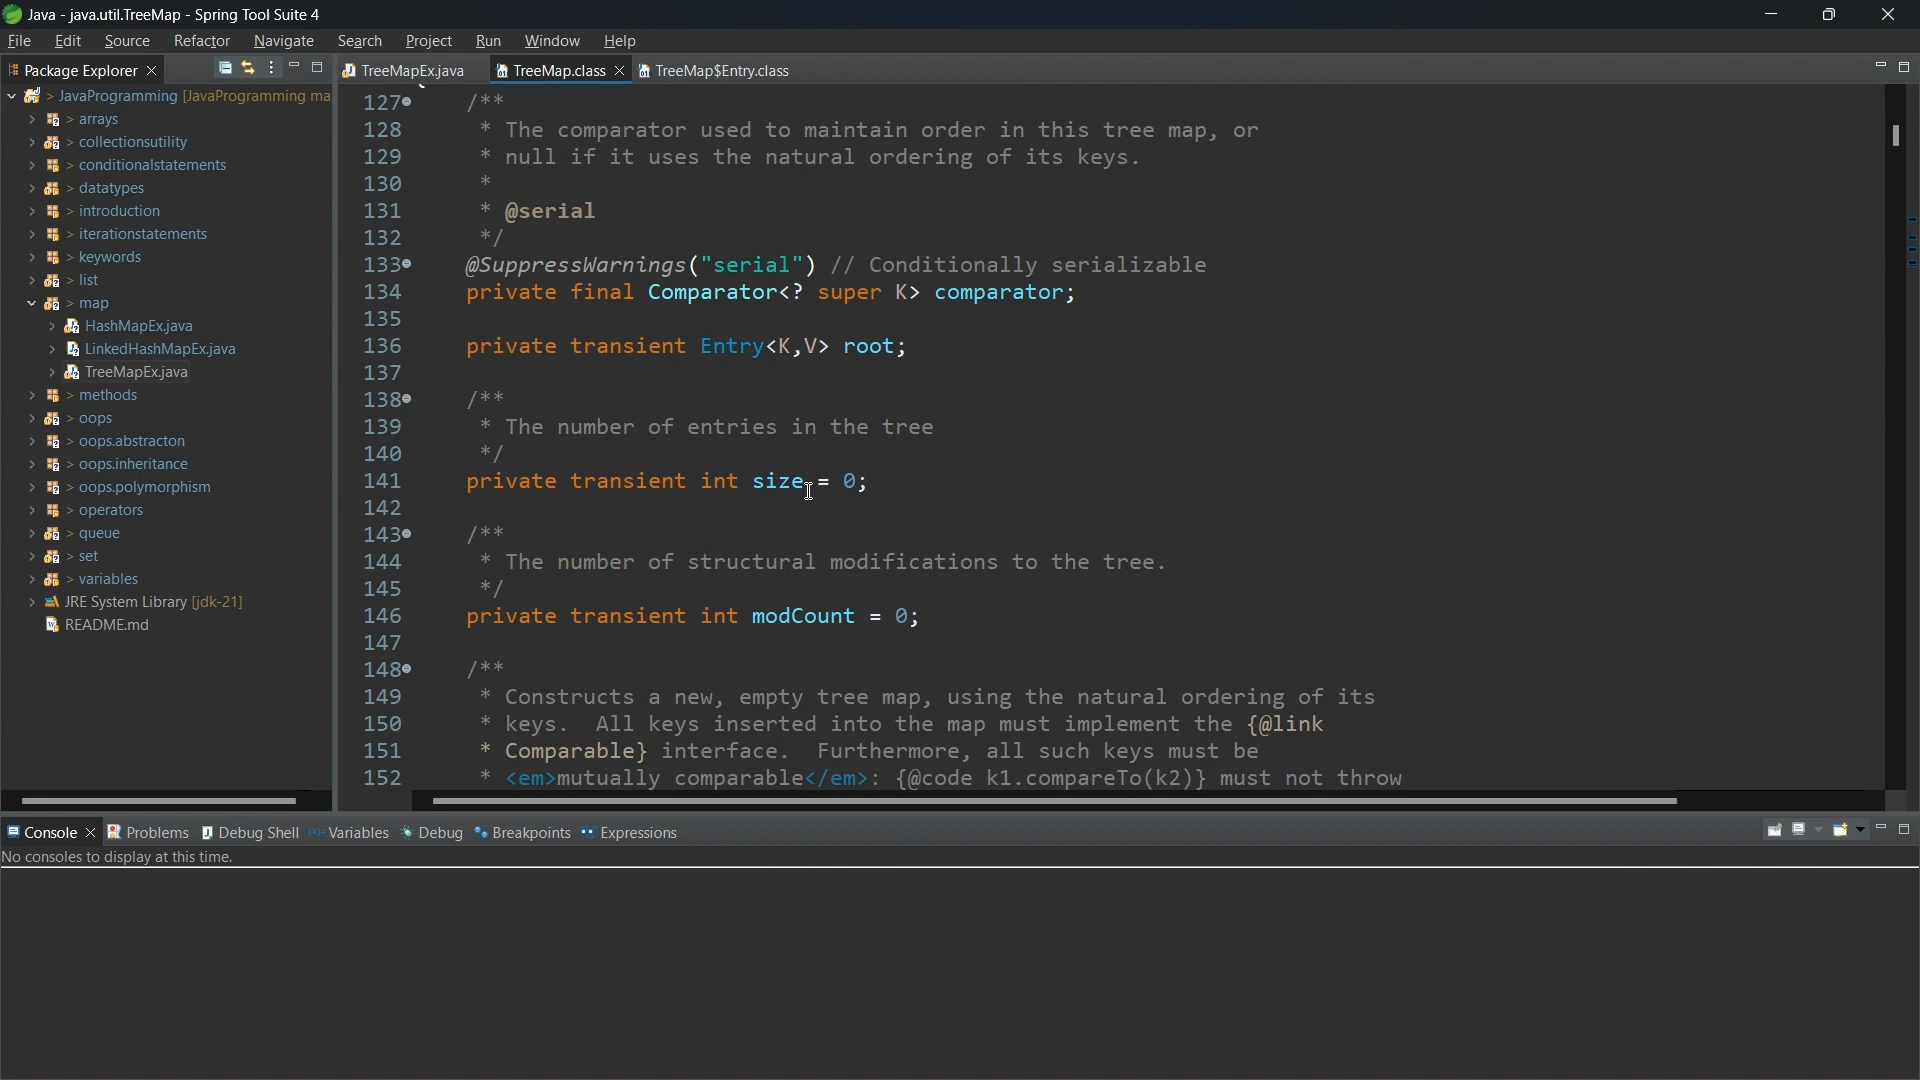 Java - java.util.TreeMap - Spring Tool Suite 4
File Edit Source Refactor Navigate Search Project Run Window Help
Package Explorer
TreeMapEx.java TreeMap.class TreeMap$Entry.class
> JavaProgramming [JavaProgramming ma
> arrays
> collectionsutility
> conditionalstatements
> datatypes
> introduction
> iterationstatements
> keywords
> list
> map
HashMapEx.java
LinkedHashMapEx.java
TreeMapEx.java
> methods
> oops
> oops.abstracton
> oops.inheritance
> oops.polymorphism
> operators
> queue
> set
> variables
JRE System Library [jdk-21]
README.md
127 /**
128 * The comparator used to maintain order in this tree map, or
129 * null if it uses the natural ordering of its keys.
130 *
131 * @serial
132 */
133 @SuppressWarnings("serial") // Conditionally serializable
134 private final Comparator<? super K> comparator;
135
136 private transient Entry<K,V> root;
137
138 /**
139 * The number of entries in the tree
140 */
141 private transient int size = 0;
142
143 /**
144 * The number of structural modifications to the tree.
145 */
146 private transient int modCount = 0;
147
148 /**
149 * Constructs a new, empty tree map, using the natural ordering of its
150 * keys.  All keys inserted into the map must implement the {@link
151 * Comparable} interface.  Furthermore, all such keys must be
152 * <em>mutually comparable</em>: {@code k1.compareTo(k2)} must not throw
Console Problems Debug Shell Variables Debug Breakpoints Expressions
No consoles to display at this time.